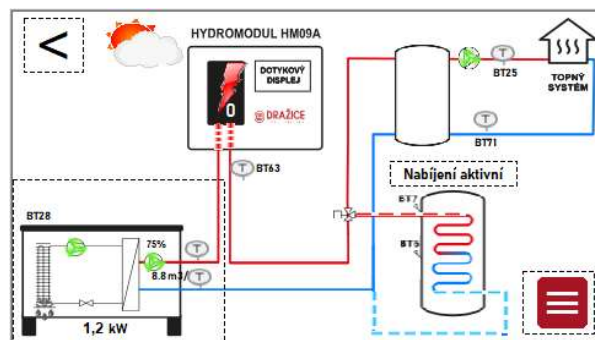 <
HYDROMODUL HM09A
DOTYKOVÝ
DISPLEJ
0
DRAŽICE
T
BT25
TOPNÝ
SYSTÉM
T
BT71
T
BT63
Nabíjení aktivní
BT7
BT6
BT28
75%
T
8.8 m3/
T
1,2 kW